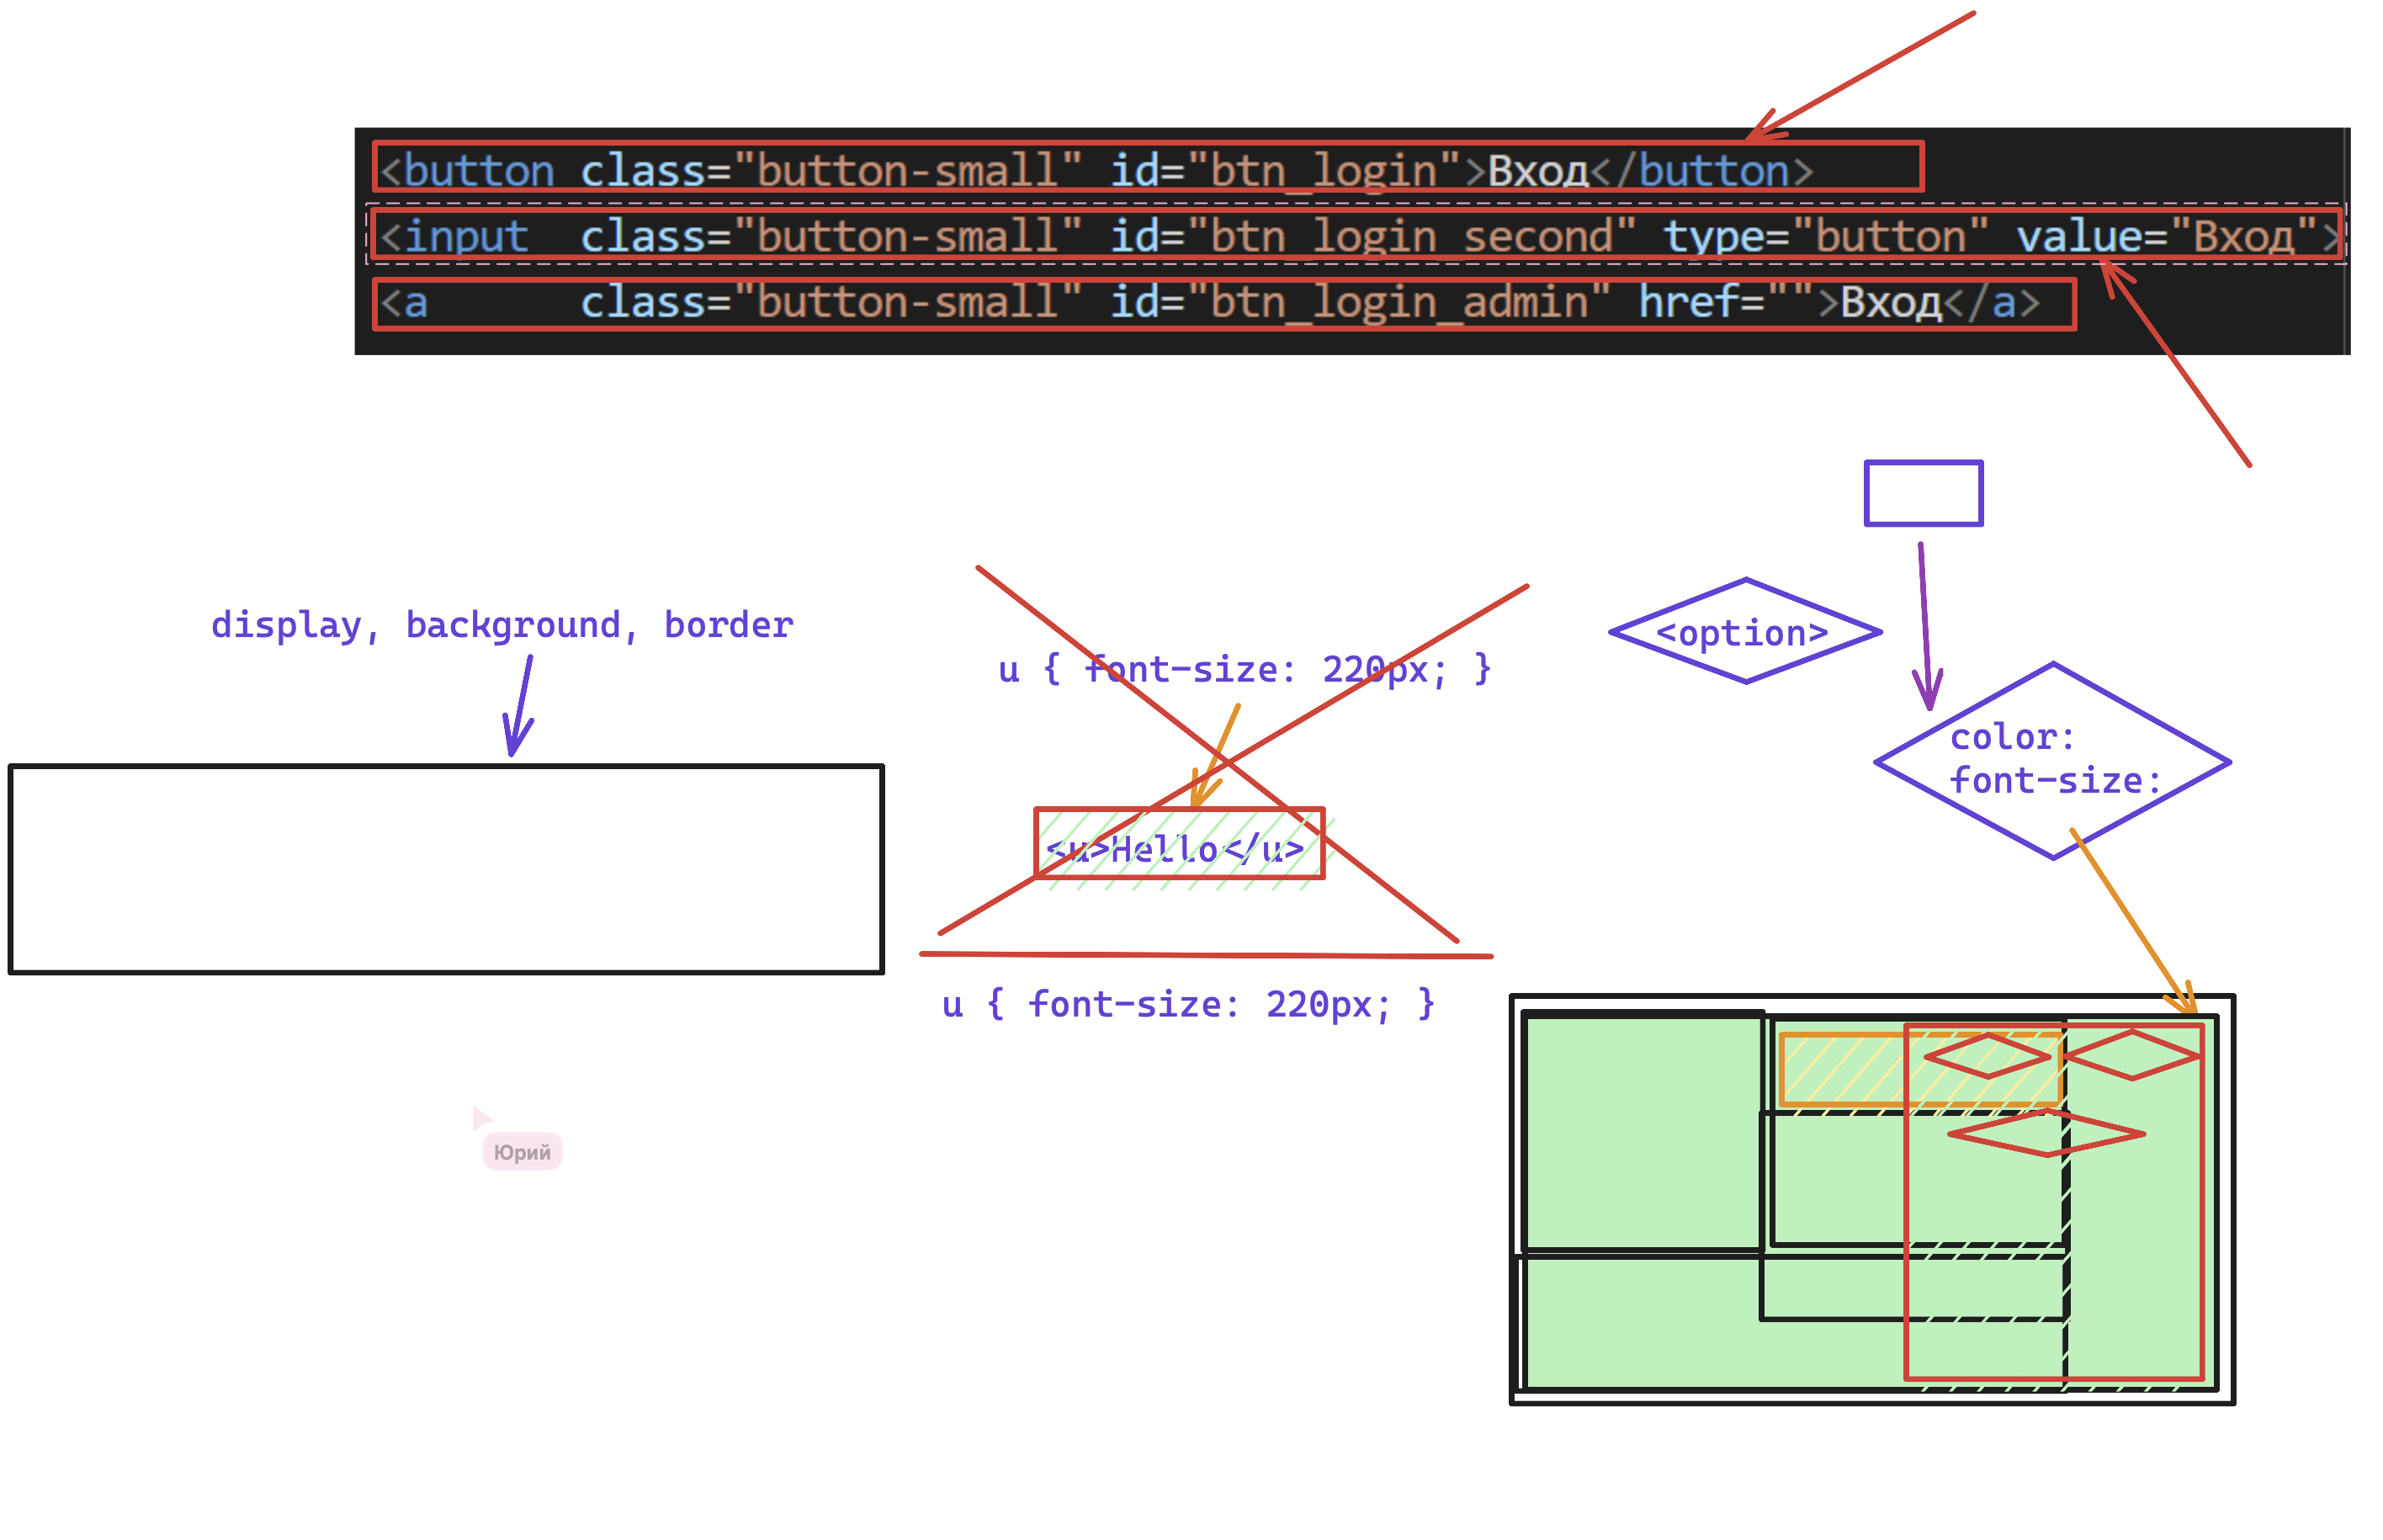 <button class="button-small" id="btn_login">Вход</button>
<input  class="button-small" id="btn_login_second" type="button" value="Вход">
<a      class="button-small" id="btn_login_admin" href="">Вход</a>
display, background, border
u { font-size: 220px; }
<option>
color:
font-size:
<u>Hello</u>
u { font-size: 220px; }
Юрий